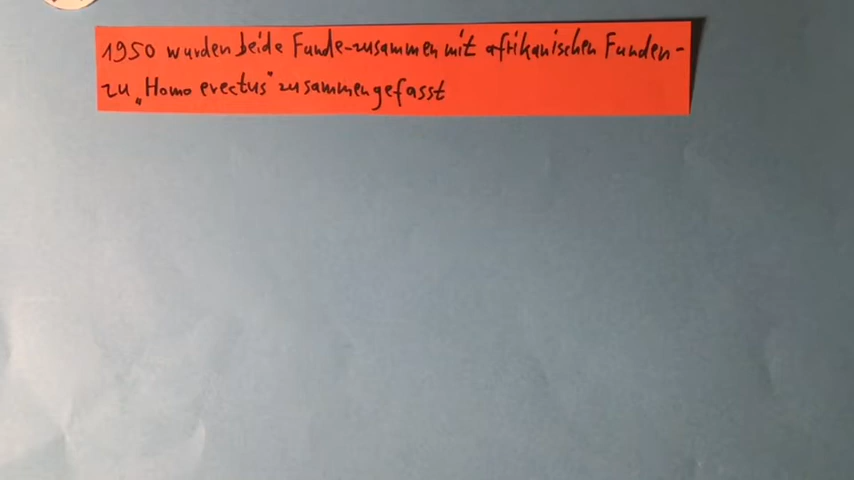 1950 wurden beide Funde-zusammen mit afrikanischen Funden-
zu „Homo erectus" zusammengefasst